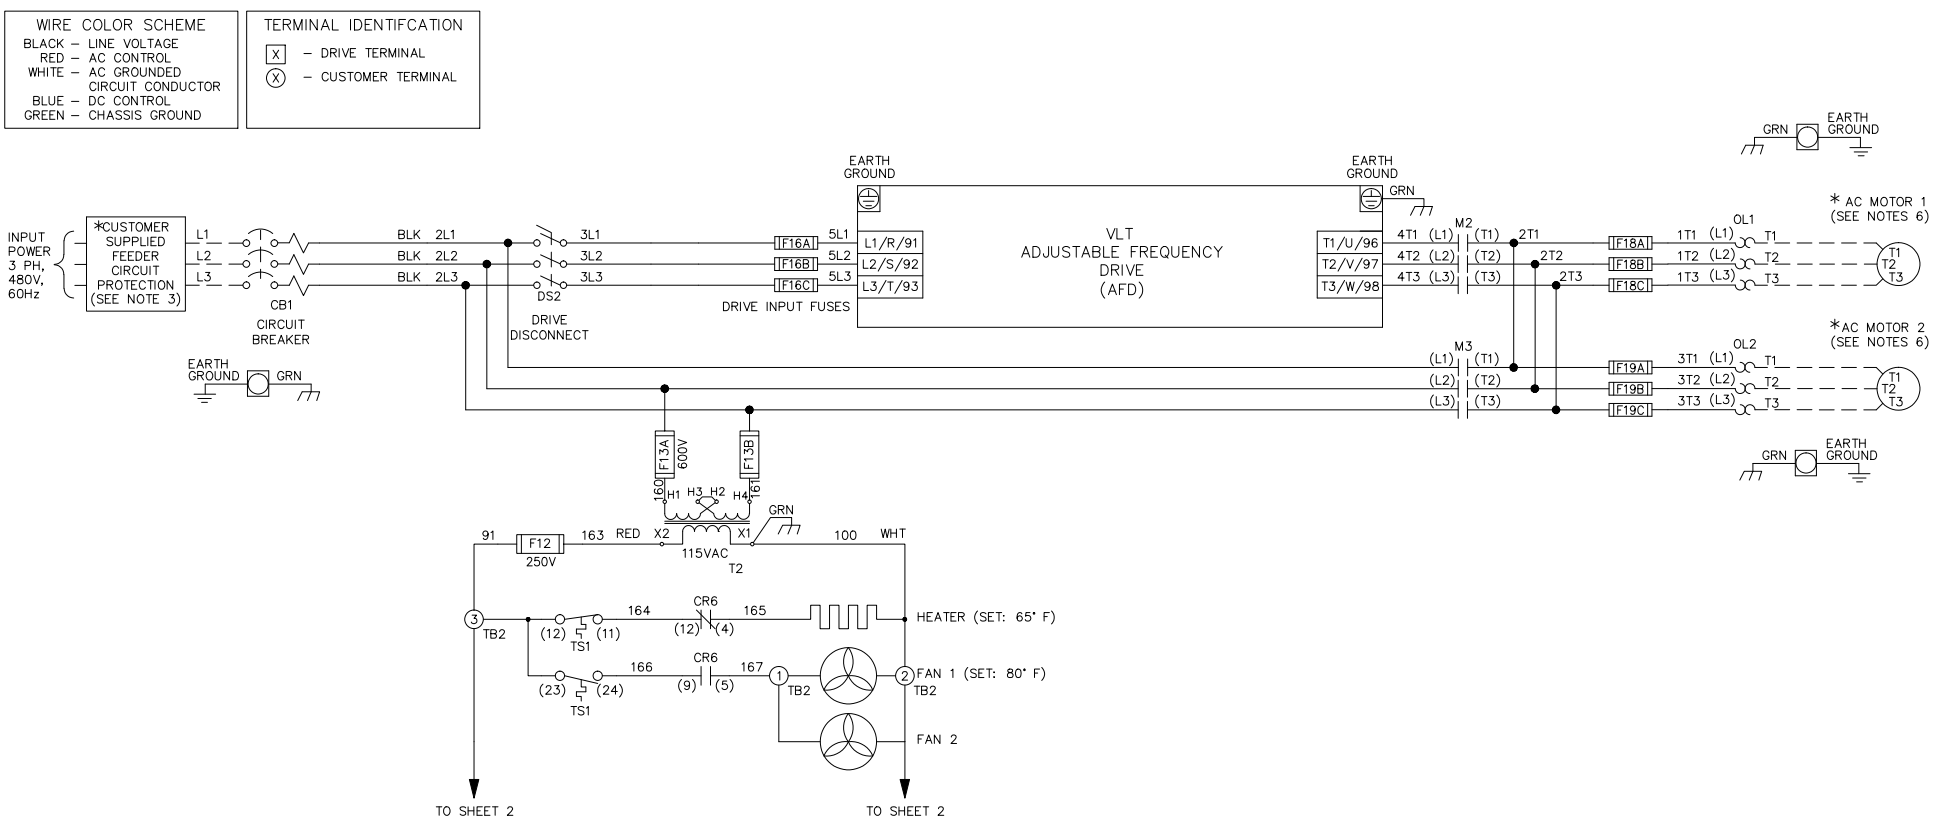 WIRE COLOR SCHEME
BLACK – LINE VOLTAGE
RED – AC CONTROL
WHITE – AC GROUNDED
CIRCUIT CONDUCTOR
BLUE – DC CONTROL
GREEN – CHASSIS GROUND
TERMINAL IDENTIFCATION
X – DRIVE TERMINAL
X – CUSTOMER TERMINAL
INPUT
POWER
3 PH,
480V,
60Hz
*CUSTOMER
SUPPLIED
FEEDER
CIRCUIT
PROTECTION
(SEE NOTE 3)
L1
L2
L3
CB1
CIRCUIT
BREAKER
EARTH
GROUND
GRN
BLK 2L1
BLK 2L2
BLK 2L3
DS2
DRIVE
DISCONNECT
3L1
3L2
3L3
F16A
F16B
F16C
DRIVE INPUT FUSES
5L1
5L2
5L3
EARTH
GROUND
L1/R/91
L2/S/92
L3/T/93
VLT
ADJUSTABLE FREQUENCY
DRIVE
(AFD)
EARTH
GROUND
GRN
T1/U/96
T2/V/97
T3/W/98
M2
4T1 (L1) (T1) 2T1
4T2 (L2) (T2) 2T2
4T3 (L3) (T3) 2T3
F18A
F18B
F18C
OL1
1T1 (L1) T1
1T2 (L2) T2
1T3 (L3) T3
GRN
EARTH
GROUND
* AC MOTOR 1
(SEE NOTES 6)
T1
T2
T3
M3
(L1) (T1)
(L2) (T2)
(L3) (T3)
F19A
F19B
F19C
OL2
3T1 (L1) T1
3T2 (L2) T2
3T3 (L3) T3
*AC MOTOR 2
(SEE NOTES 6)
T1
T2
T3
GRN
EARTH
GROUND
F13A
600V
F13B
160
161
H1 H3 H2 H4
GRN
91
F12
250V
163 RED X2
X1
115VAC
T2
100 WHT
3
TB2
(12) (11)
TS1
164
CR6
(12) (4)
165
HEATER (SET: 65° F)
(23) (24)
TS1
166
CR6
(9) (5)
167
1
TB2
2
TB2
FAN 1 (SET: 80° F)
FAN 2
TO SHEET 2
TO SHEET 2